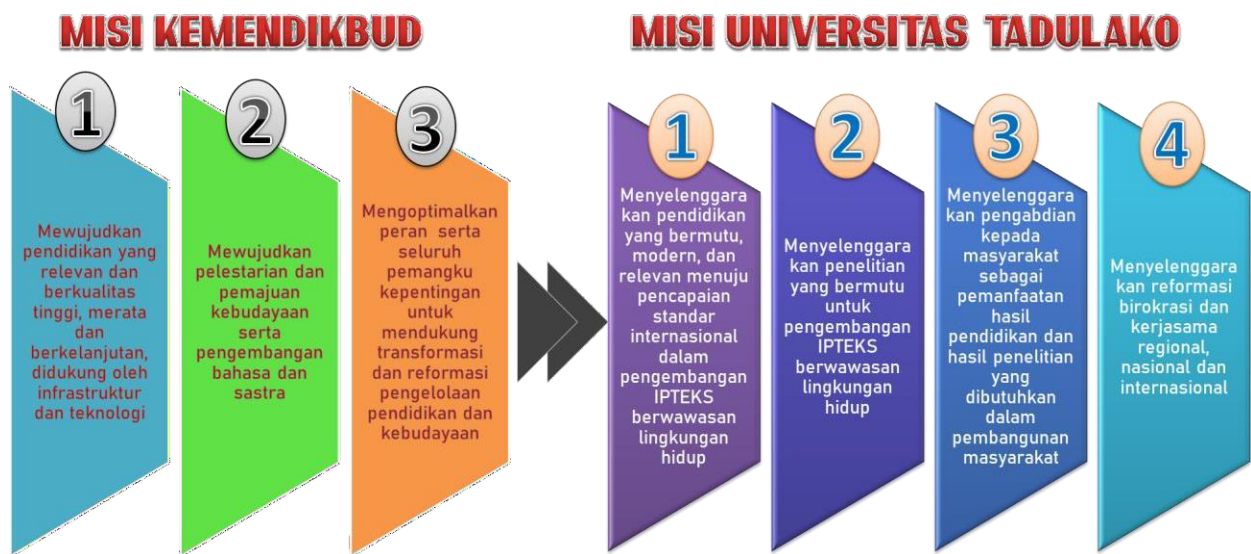 MISI KEMENDIKBUD
1
Mewujudkan
pendidikan yang
relevan dan
berkualitas
tinggi, merata
dan
berkelanjutan,
didukung oleh
infrastruktur
dan teknologi
2
Mewujudkan
pelestarian dan
pemajuan
kebudayaan
serta
pengembangan
bahasa dan
sastra
3
Mengoptimalkan
peran serta
seluruh
pemangku
kepentingan
untuk
mendukung
transformasi
dan reformasi
pengelolaan
pendidikan dan
kebudayaan
MISI UNIVERSITAS TADULAKO
1
Menyelenggara
kan pendidikan
yang bermutu,
modern, dan
relevan menuju
pencapaian
standar
internasional
dalam
pengembangan
IPTEKS
berwawasan
lingkungan
hidup
2
Menyelenggara
kan penelitian
yang bermutu
untuk
pengembangan
IPTEKS
berwawasan
lingkungan
hidup
3
Menyelenggara
kan pengabdian
kepada
masyarakat
sebagai
pemanfaatan
hasil
pendidikan dan
hasil penelitian
yang
dibutuhkan
dalam
pembangunan
masyarakat
4
Menyelenggara
kan reformasi
birokrasi dan
kerjasama
regional,
nasional dan
internasional